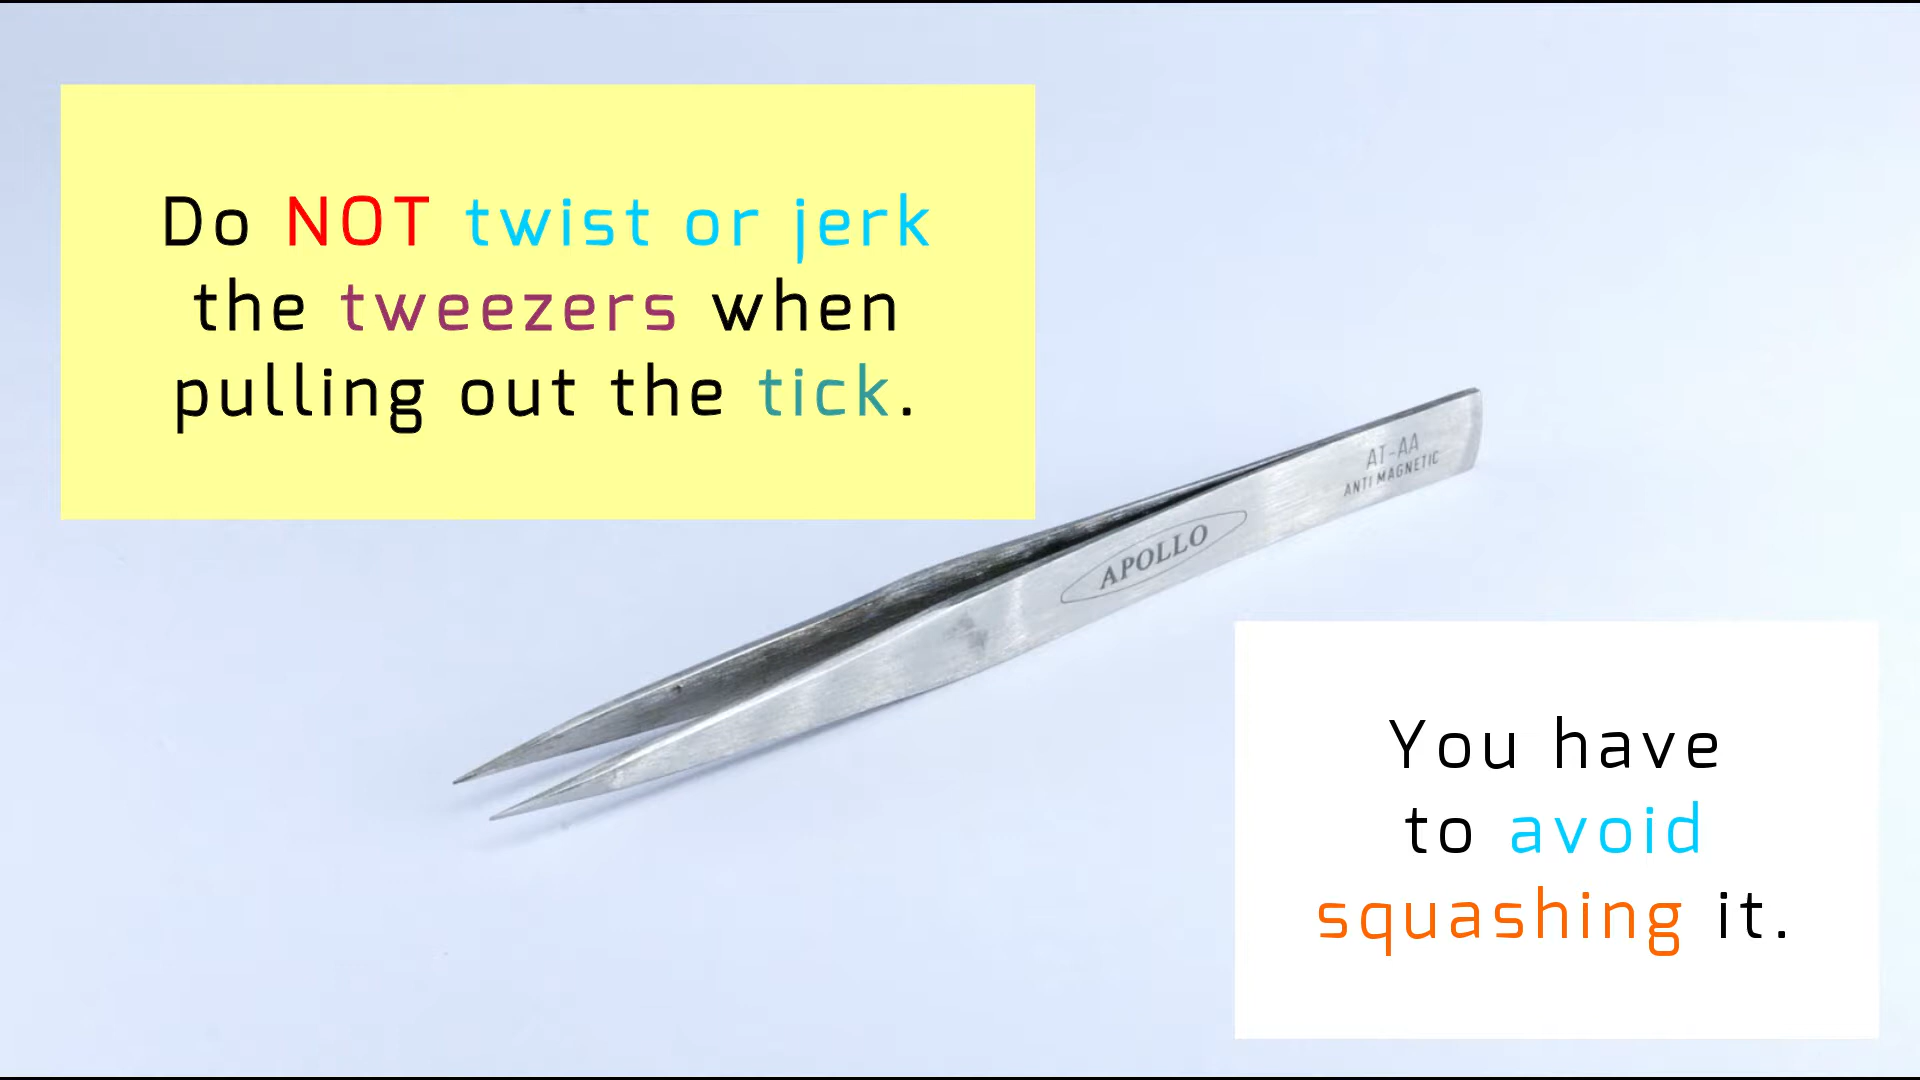 Do NOT twist or jerk
the tweezers when
pulling out the tick.
AT-AA
ANTI MAGNETIC
APOLLO
You have
to avoid
squashing it.